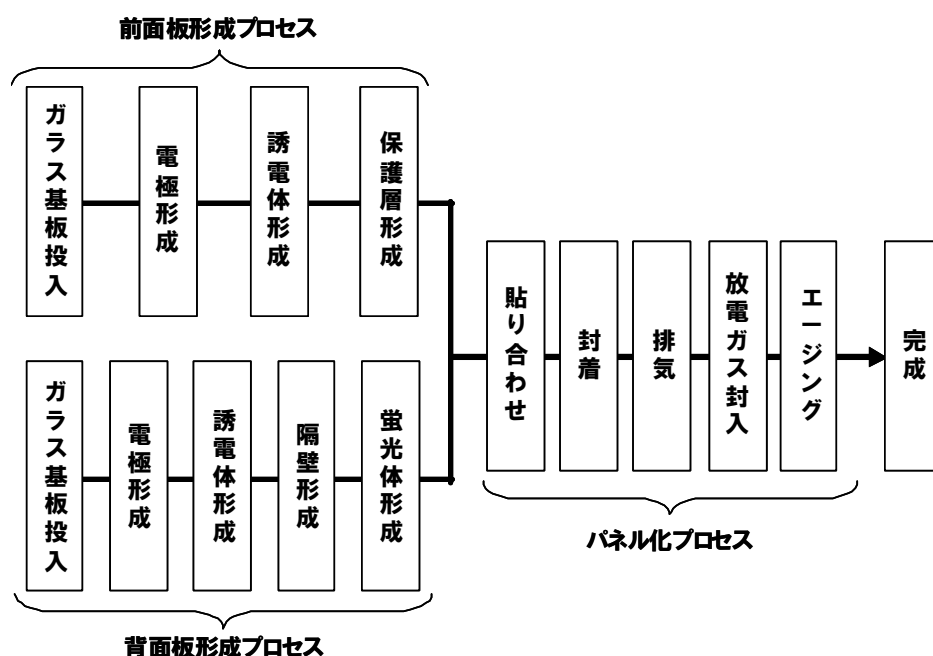 前面板形成プロセス
ガラス基板投入
電極形成
誘電体形成
保護層形成
ガラス基板投入
電極形成
誘電体形成
隔壁形成
蛍光体形成
背面板形成プロセス
貼り合わせ
封着
排気
放電ガス封入
エージング
パネル化プロセス
完成